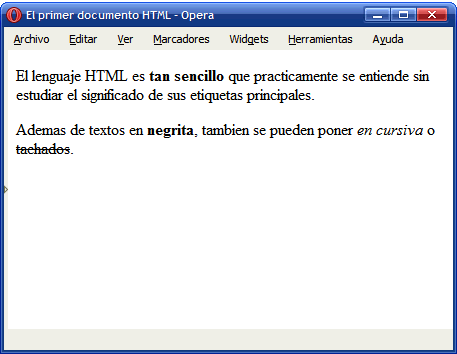 El primer documento HTML - Opera
Archivo Editar Ver Marcadores Widgets Herramientas Ayuda
El lenguaje HTML es tan sencillo que practicamente se entiende sin
estudiar el significado de sus etiquetas principales.
Ademas de textos en negrita, tambien se pueden poner en cursiva o
tachados.